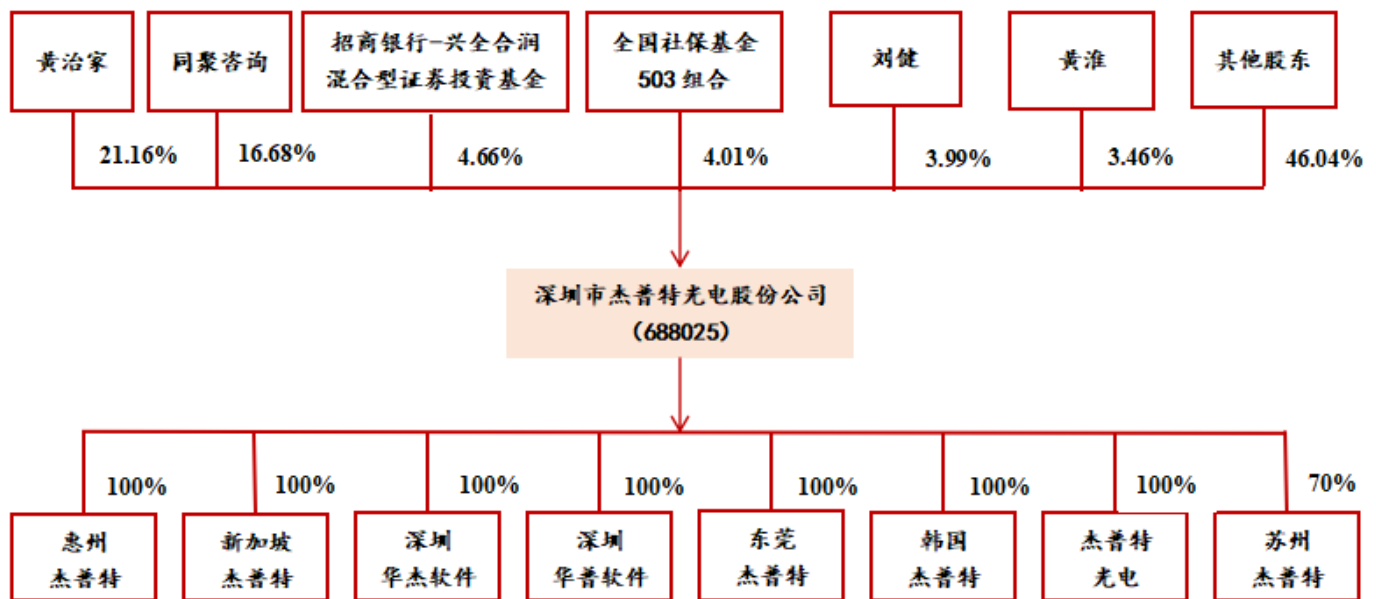 黄治家
同聚咨询
招商银行-兴全合润
混合型证券投资基金
全国社保基金
503 组合
刘健
黄淮
其他股东
21.16%
16.68%
4.66%
4.01%
3.99%
3.46%
46.04%
深圳市杰普特光电股份公司
（688025）
100%
100%
100%
100%
100%
100%
100%
70%
惠州
杰普特
新加坡
杰普特
深圳
华杰软件
深圳
华普软件
东莞
杰普特
韩国
杰普特
杰普特
光电
苏州
杰普特